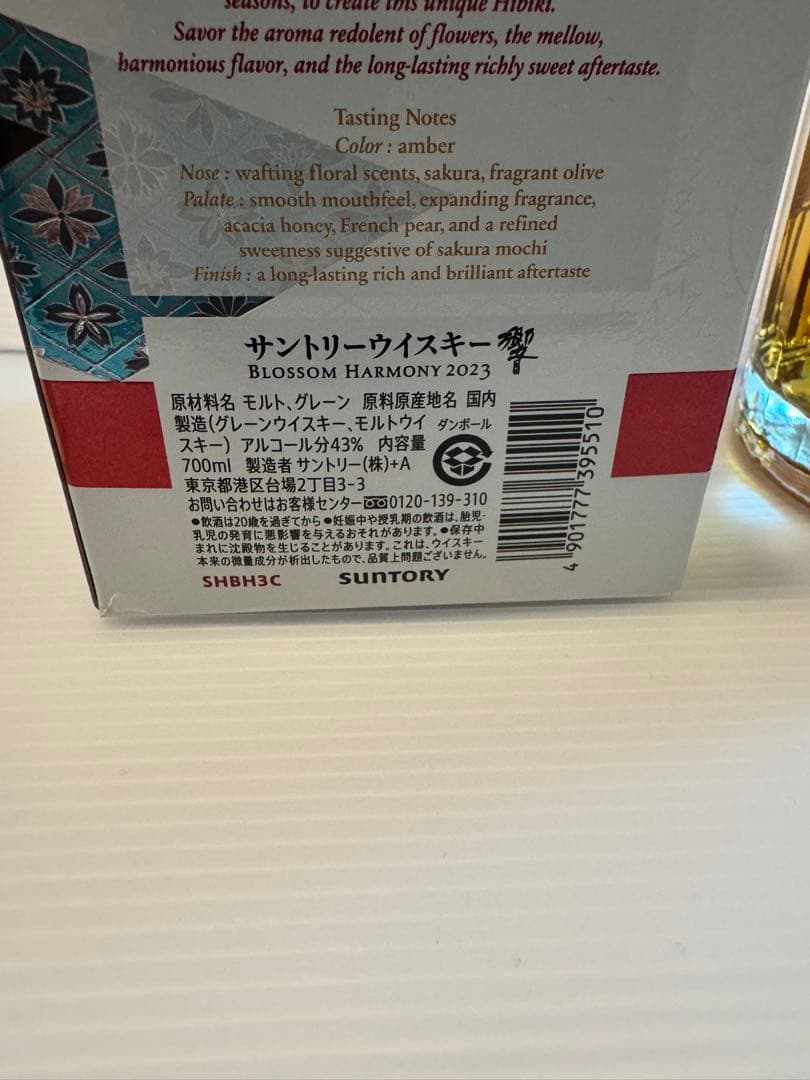 seasons, to create this unique Hibiki.
Savor the aroma redolent of flowers, the mellow,
harmonious flavor, and the long-lasting richly sweet aftertaste.
Tasting Notes
Color : amber
Nose : wafting floral scents, sakura, fragrant olive
Palate : smooth mouthfeel, expanding fragrance,
acacia honey, French pear, and a refined
sweetness suggestive of sakura mochi
Finish : a long-lasting rich and brilliant aftertaste
サントリーウイスキー 響
BLOSSOM HARMONY 2023
原材料名 モルト、グレーン 原料原産地名 国内
製造(グレーンウイスキー、モルトウイ
スキー) アルコール分43% 内容量
700ml 製造者 サントリー(株)+A
東京都港区台場2丁目3-3
お問い合わせはお客様センター 0120-139-310
●飲酒は20歳を過ぎてから ●妊娠中や授乳期の飲酒は、胎児・
乳児の発育に悪影響を与えるおそれがあります。●保存中
まれに沈殿物を生じることがあります。これは、ウイスキー
本来の微量成分が析出したもので、品質上問題ございません。
ダンボール
4 901777 395510
SHBH3C
SUNTORY